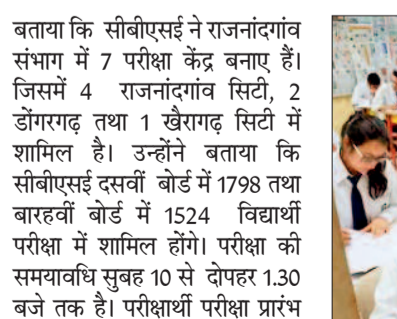 बताया कि सीबीएसई ने राजनांदगांव
संभाग में 7 परीक्षा केंद्र बनाए हैं।
जिसमें 4 राजनांदगांव सिटी, 2
डोंगरगढ़ तथा 1 खैरागढ़ सिटी में
शामिल है। उन्होंने बताया कि
सीबीएसई दसवीं बोर्ड में 1798 तथा
बारहवीं बोर्ड में 1524 विद्यार्थी
परीक्षा में शामिल होंगे। परीक्षा की
समयावधि सुबह 10 से दोपहर 1.30
बजे तक है। परीक्षार्थी परीक्षा प्रारंभ